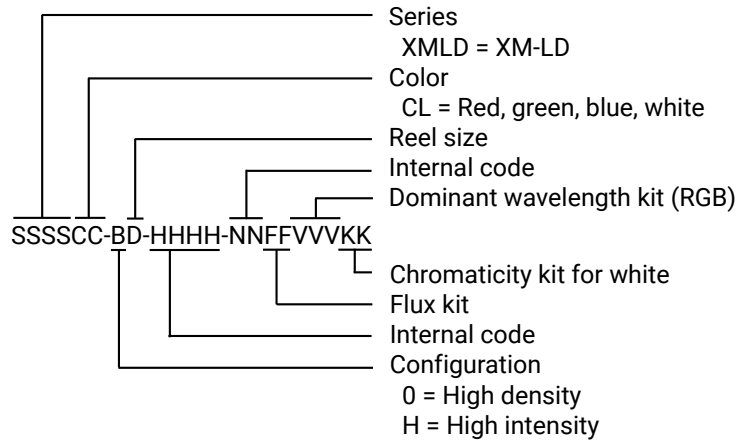 Series
XMLD = XM-LD
Color
CL = Red, green, blue, white
Reel size
Internal code
Dominant wavelength kit (RGB)
SSSSCC-BD-HHHH-NNFFVVVKK
Chromaticity kit for white
Flux kit
Internal code
Configuration
0 = High density
H = High intensity